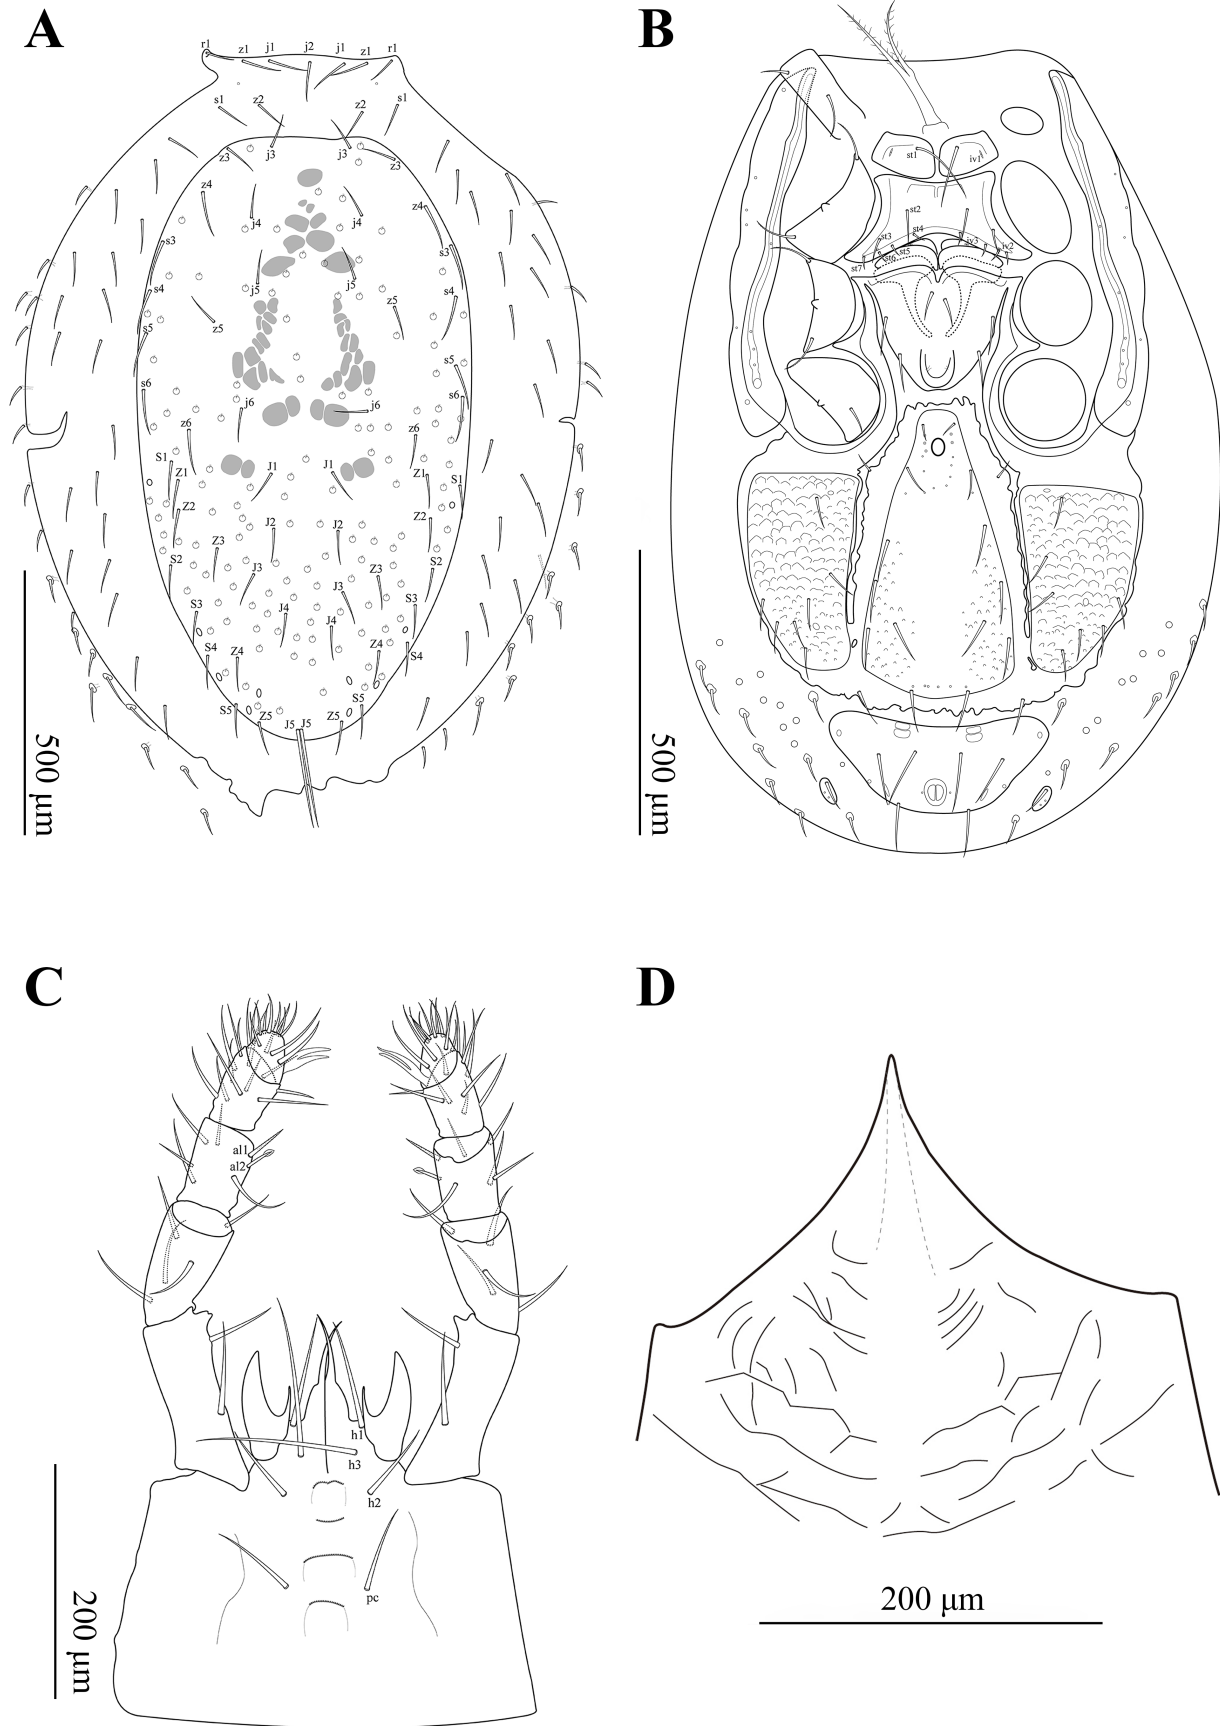 A
r1 z1 j1 j2 j1 z1 r1
s1 z2 z2 s1
z3 j3 j3 z3
z4 j4 j4 z4
s3 s3
s4 j5 j5 s4
s5 z5 z5 s5
s6 j6 j6 s6
z6 z6
S1 Z1 J1 J1 Z1 S1
Z2 J2 J2 Z2
S2 Z3 J3 J3 Z3 S2
S3 J4 J4 S3
S4 Z4 Z4 S4
S5 Z5 J5 J5 Z5 S5
500 μm
B
st1 iv1
st2
st3 st4 iv3 iv2
st7 st6 st5
500 μm
C
al1
al2
h1
h3
h2
pc
200 μm
D
200 μm